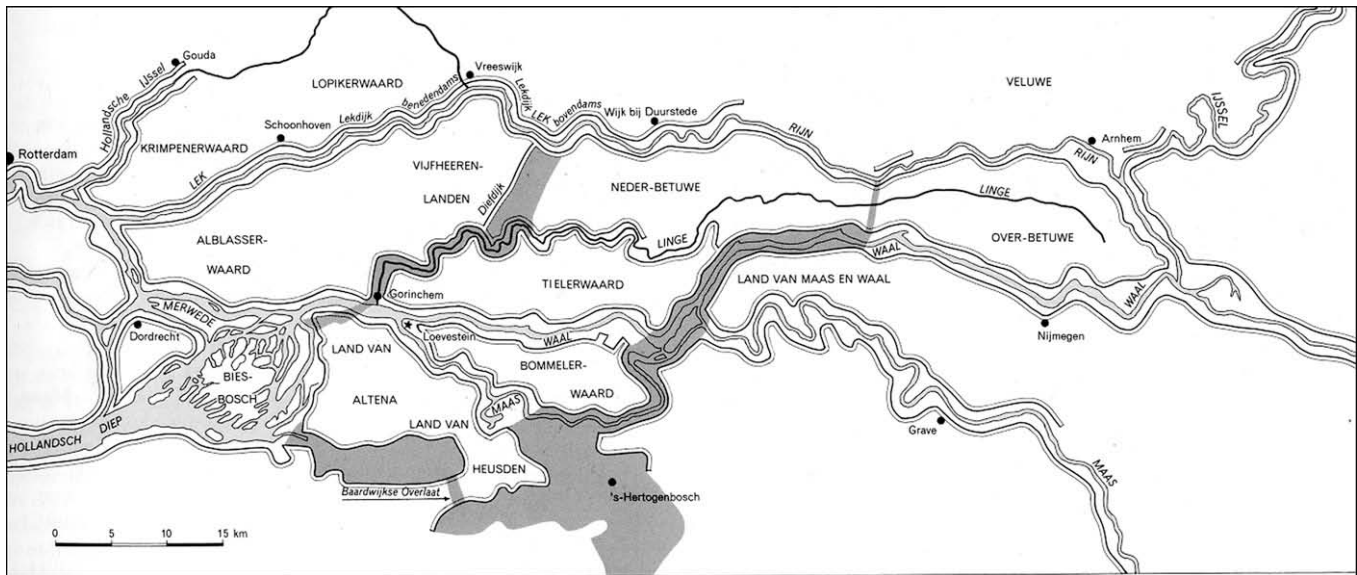 Gouda
Hollandsche IJssel
LOPIKERWAARD
Vreeswijk
Lekdijk benedendams
Lekdijk bovendams
LEK
Wijk bij Duurstede
VELUWE
IJSSEL
Schoonhoven
Arnhem
RIJN
RIJN
Rotterdam
KRIMPENERWAARD
LEK
VIJFHEEREN-
LANDEN
Diefdijk
NEDER-BETUWE
LINGE
LINGE
OVER-BETUWE
ALBLASSER-
WAARD
WAAL
TIELERWAARD
LAND VAN MAAS EN WAAL
WAAL
Gorinchem
MERWEDE
Dordrecht
Loevestein
WAAL
Nijmegen
LAND VAN
ALTENA
BOMMELER-
WAARD
BIES-
BOSCH
MAAS
LAND VAN
HEUSDEN
Grave
HOLLANDSCH DIEP
MAAS
Baardwijkse Overlaat
's-Hertogenbosch
0 5 10 15 km